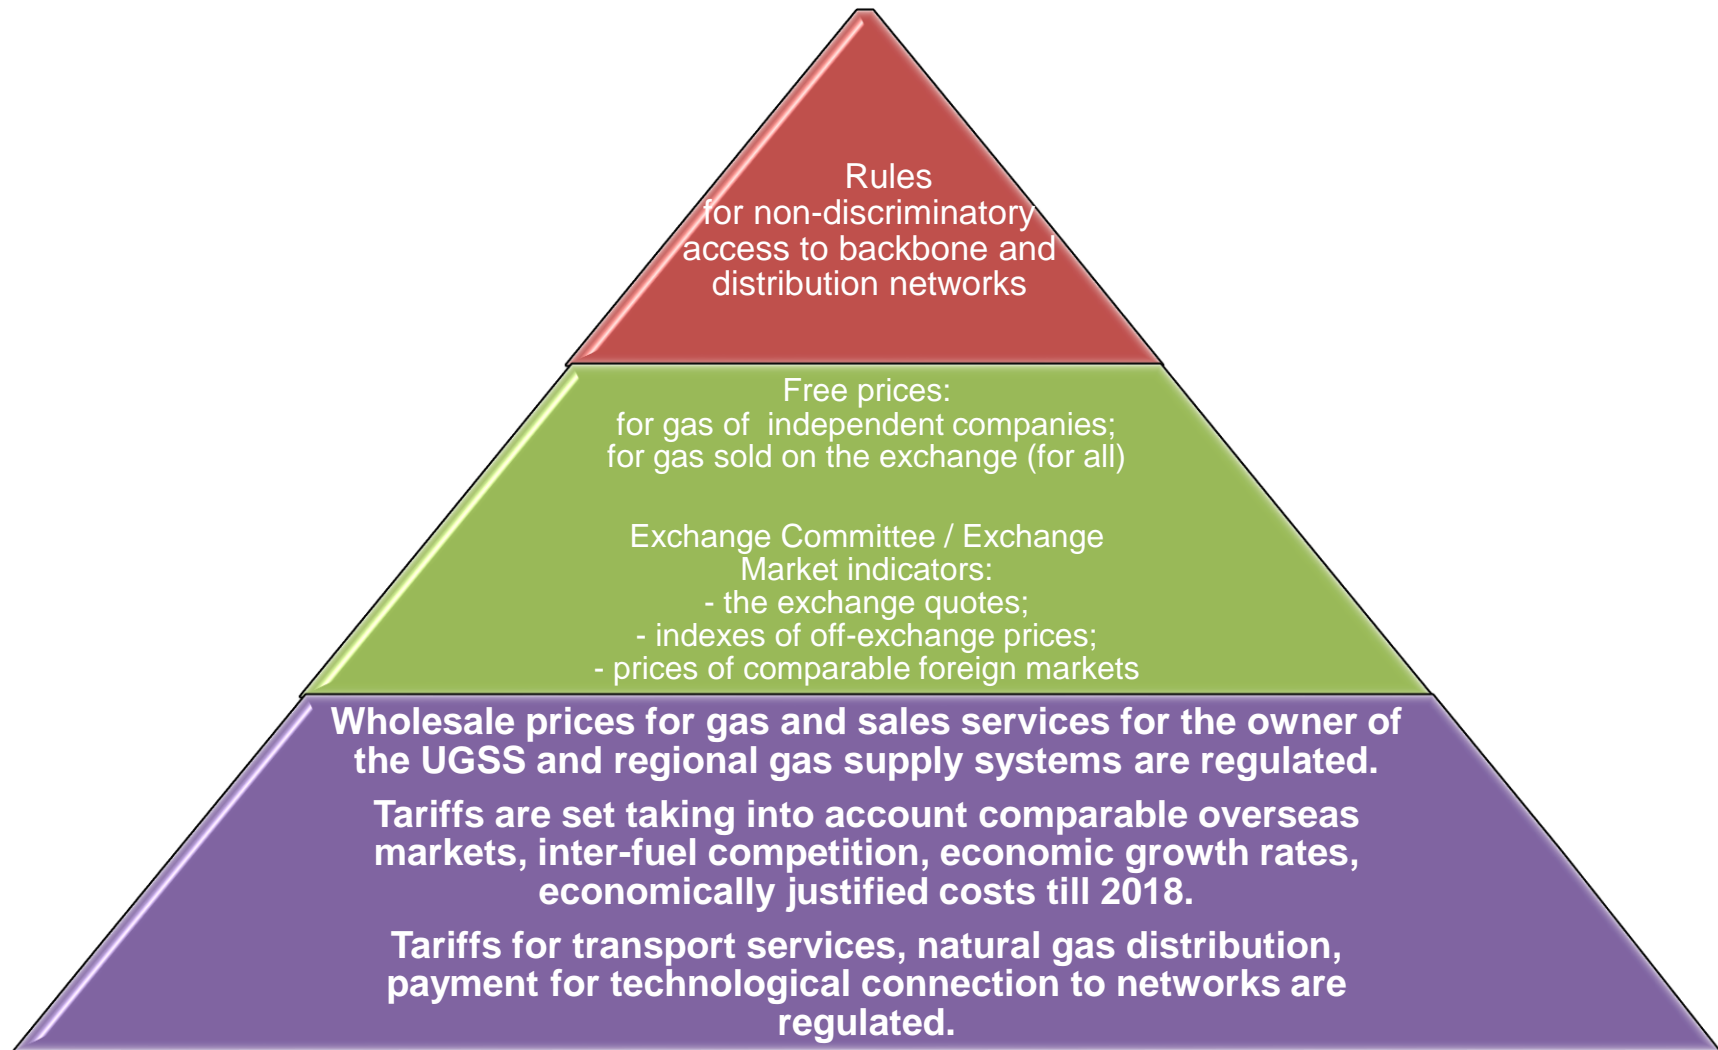 Rules
for non-discriminatory
access to backbone and
distribution networks
Free prices:
for gas of  independent companies;
for gas sold on the exchange (for all)
Exchange Committee / Exchange
Market indicators:
- the exchange quotes;
- indexes of off-exchange prices;
- prices of comparable foreign markets
Wholesale prices for gas and sales services for the owner of
the UGSS and regional gas supply systems are regulated.
Tariffs are set taking into account comparable overseas
markets, inter-fuel competition, economic growth rates,
economically justified costs till 2018.
Tariffs for transport services, natural gas distribution,
payment for technological connection to networks are
regulated.